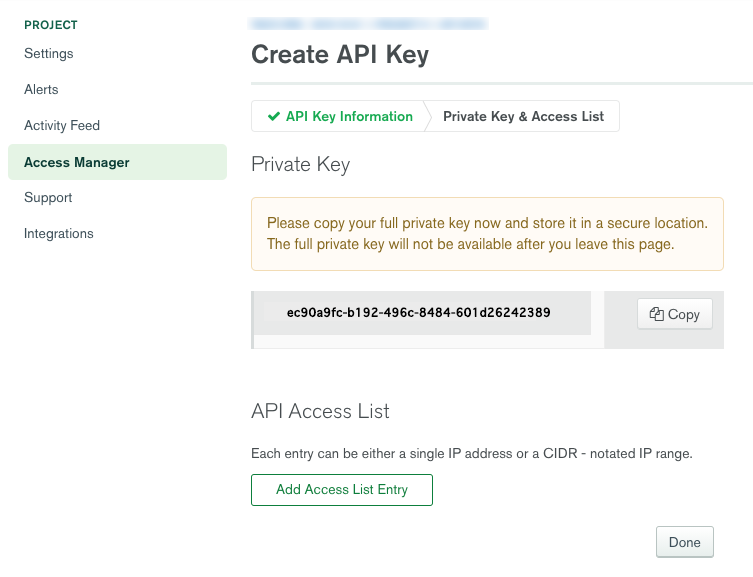 PROJECT
Settings
Alerts
Activity Feed
Access Manager
Support
Integrations
Create API Key
API Key Information
Private Key & Access List
Private Key
Please copy your full private key now and store it in a secure location.
The full private key will not be available after you leave this page.
ec90a9fc-b192-496c-8484-601d26242389
Copy
API Access List
Each entry can be either a single IP address or a CIDR - notated IP range.
Add Access List Entry
Done